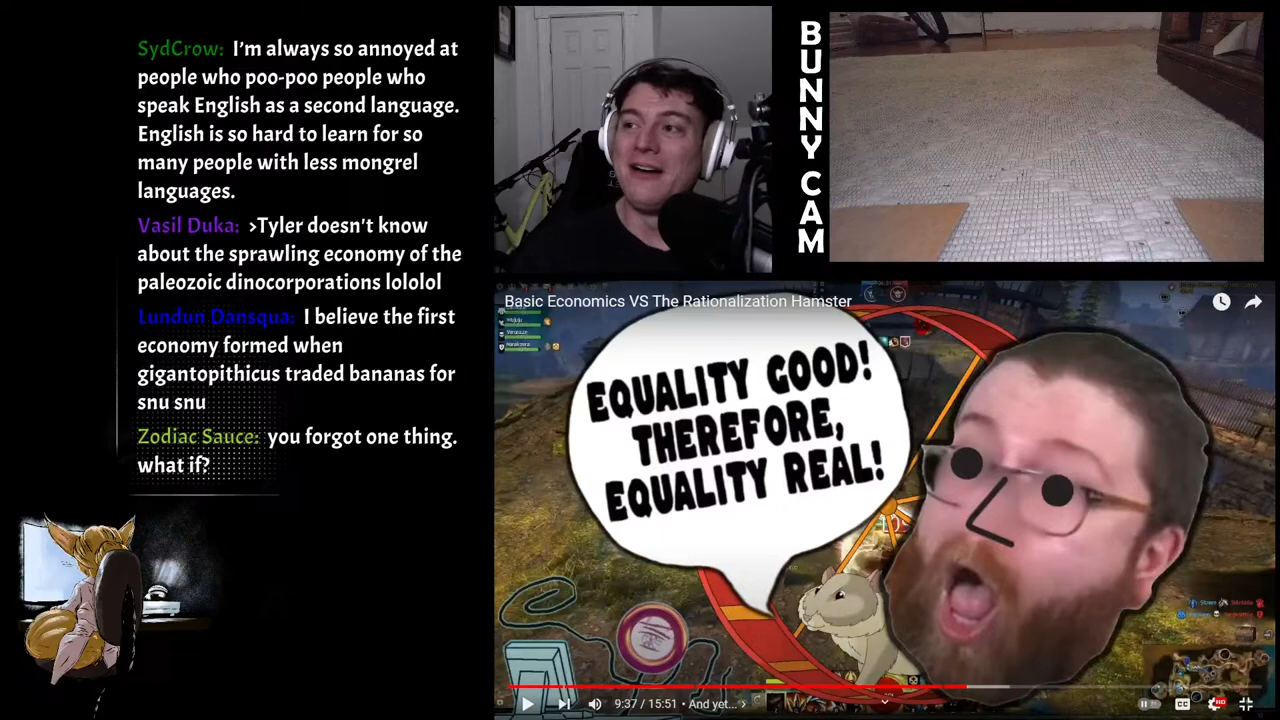 SydCrow: I'm always so annoyed at
people who poo-poo people who
speak English as a second language.
English is so hard to learn for so
many people with less mongrel
languages.
Vasil Duka: >Tyler doesn't know
about the sprawling economy of the
paleozoic dinocorporations lololol
Lundun Dansqua: I believe the first
economy formed when
gigantopithicus traded bananas for
snu snu
Zodiac Sauce: you forgot one thing.
what if?
BUNNY CAM
Basic Economics VS The Rationalization Hamster
EQUALITY GOOD!
THEREFORE,
EQUALITY REAL!
9:37 / 15:51 • And yet... >
CC
HD